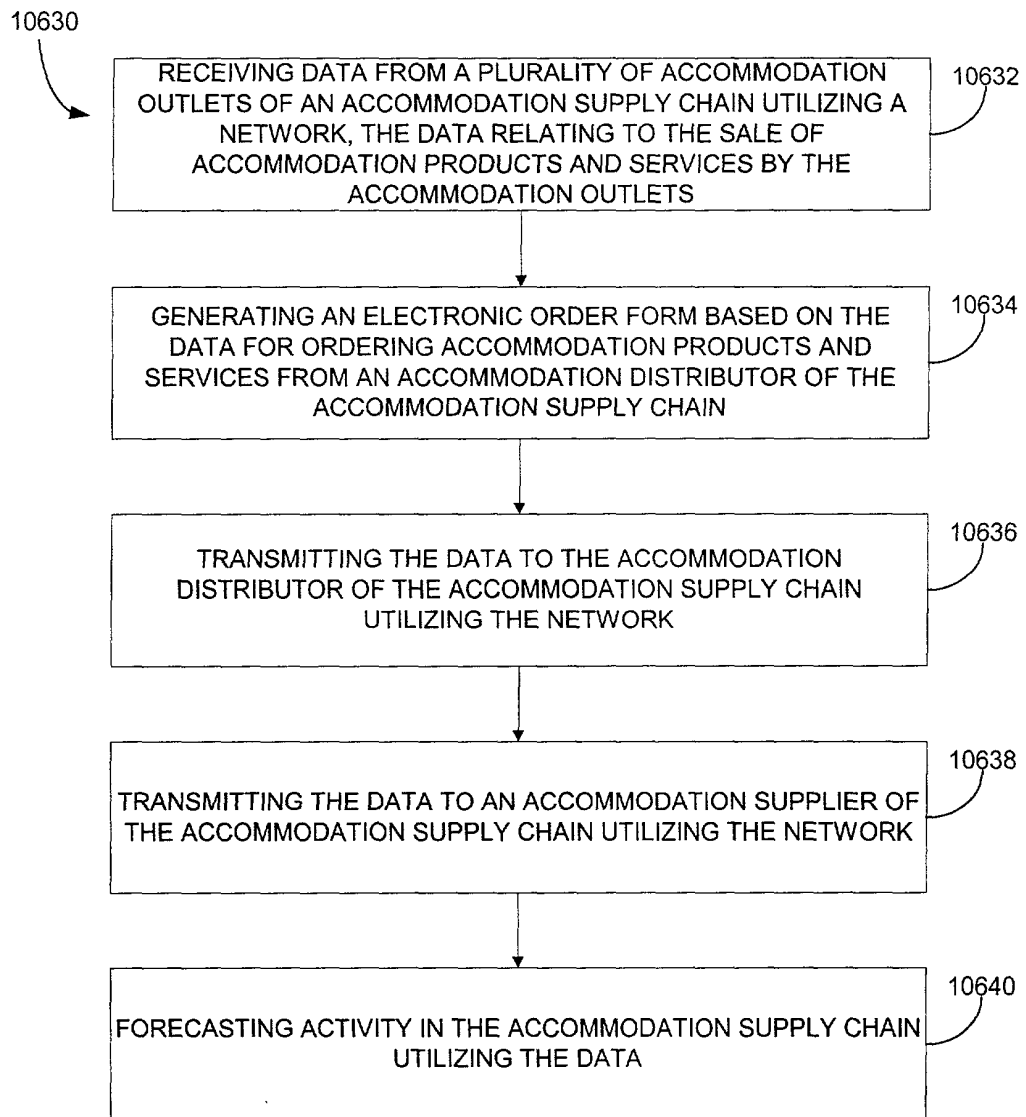 10630
RECEIVING DATA FROM A PLURALITY OF ACCOMMODATION
OUTLETS OF AN ACCOMMODATION SUPPLY CHAIN UTILIZING A
NETWORK, THE DATA RELATING TO THE SALE OF
ACCOMMODATION PRODUCTS AND SERVICES BY THE
ACCOMMODATION OUTLETS
10632
GENERATING AN ELECTRONIC ORDER FORM BASED ON THE
DATA FOR ORDERING ACCOMMODATION PRODUCTS AND
SERVICES FROM AN ACCOMMODATION DISTRIBUTOR OF THE
ACCOMMODATION SUPPLY CHAIN
10634
TRANSMITTING THE DATA TO THE ACCOMMODATION
DISTRIBUTOR OF THE ACCOMMODATION SUPPLY CHAIN
UTILIZING THE NETWORK
10636
TRANSMITTING THE DATA TO AN ACCOMMODATION SUPPLIER OF
THE ACCOMMODATION SUPPLY CHAIN UTILIZING THE NETWORK
10638
FORECASTING ACTIVITY IN THE ACCOMMODATION SUPPLY CHAIN
UTILIZING THE DATA
10640